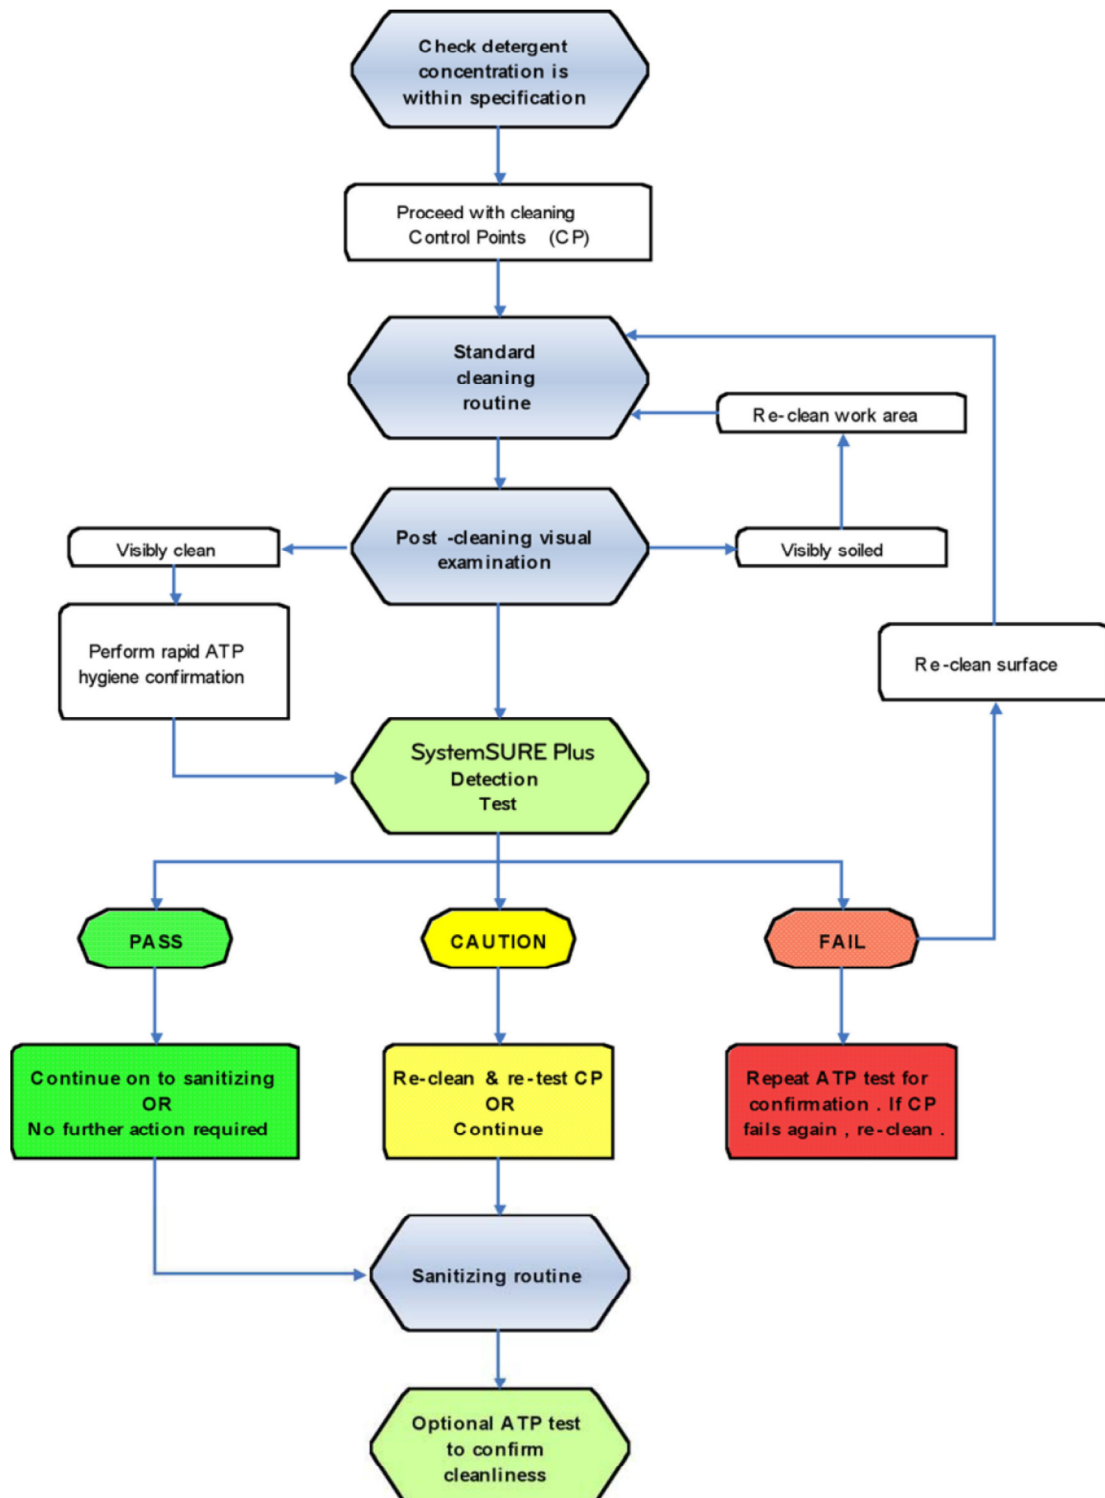 Check detergent
concentration is
within specification
Proceed with cleaning
Control Points (CP)
Standard
cleaning
routine
Re-clean work area
Post -cleaning visual
examination
Visibly clean
Visibly soiled
Perform rapid ATP
hygiene confirmation
Re-clean surface
SystemSURE Plus
Detection
Test
PASS
CAUTION
FAIL
Continue on to sanitizing
OR
No further action required
Re-clean & re-test CP
OR
Continue
Repeat ATP test for
confirmation . If CP
fails again , re-clean .
Sanitizing routine
Optional ATP test
to confirm
cleanliness